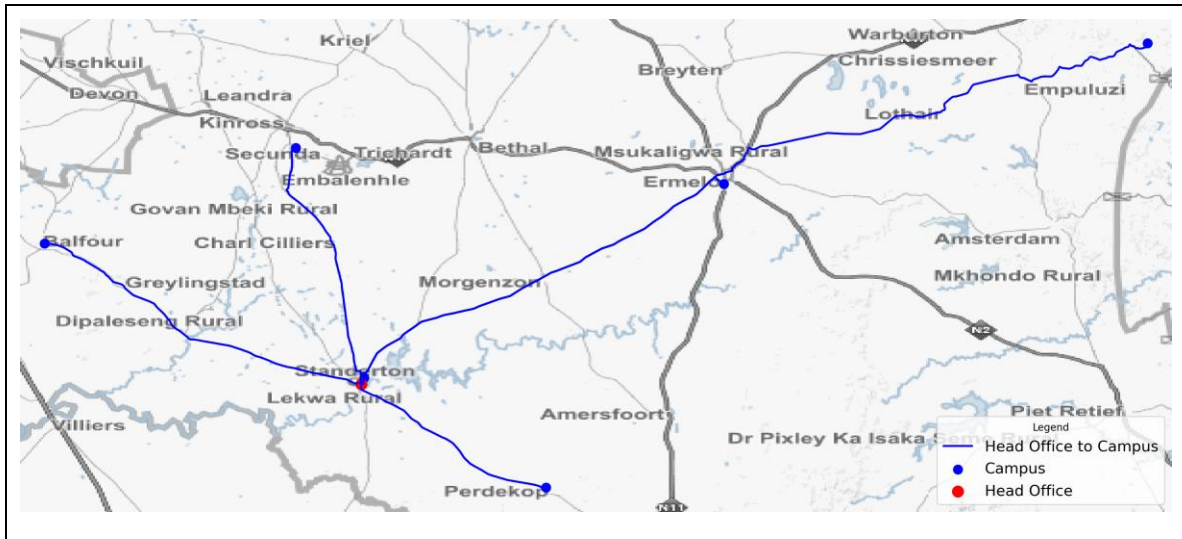 Kriel
Warburton
Vischkuil
Breyten
Chrissiesmeer
Devon
Leandra
Empuluzi
Kinross
Lothair
Secunda
Trichardt
Bethal
Msukaligwa Rural
Embalenhle
Ermelo
Govan Mbeki Rural
Balfour
Charl Cilliers
Amsterdam
Greylingstad
Morgenzon
Mkhondo Rural
Dipaleseng Rural
N2
Standerton
Lekwa Rural
Villiers
Amersfoort
Piet Retief
Dr Pixley Ka Isaka Seme Rural
Legend
Head Office to Campus
Campus
Head Office
Perdekop
N11